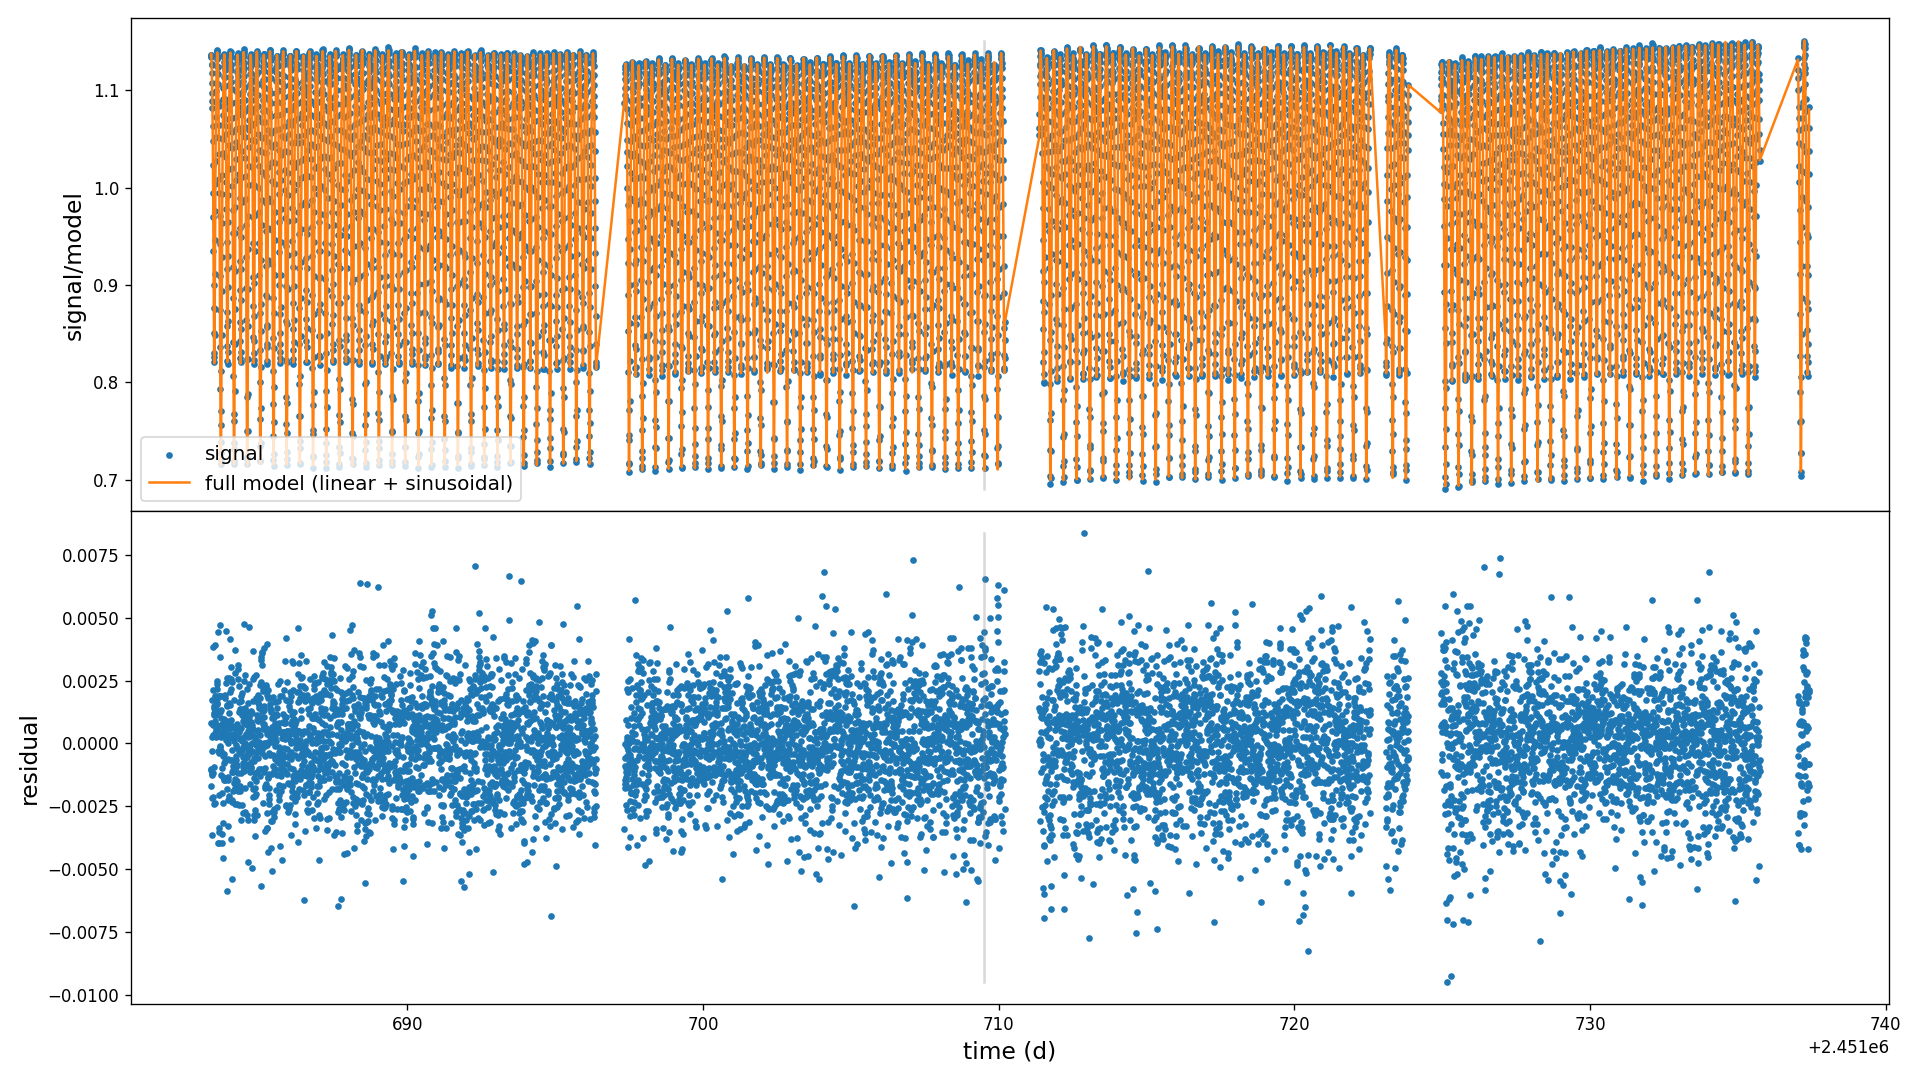 signal/model
1.1
1.0
0.9
0.8
0.7
signal
full model (linear + sinusoidal)
residual
0.0075
0.0050
0.0025
0.0000
−0.0025
−0.0050
−0.0075
−0.0100
690 700 710 720 730 740
time (d)
+2.451e6